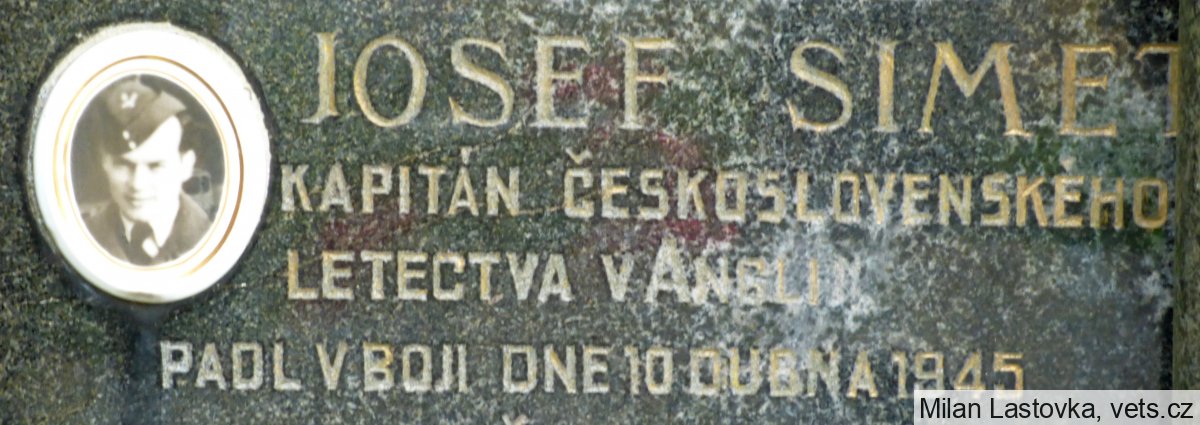 IOSEF SIMET
KAPITÁN ČESKOSLOVENSKÉHO
LETECTVA V ANGLII
PADL V BOJI DNE 10 DUBNA 1945
Milan Lastovka, vets.cz